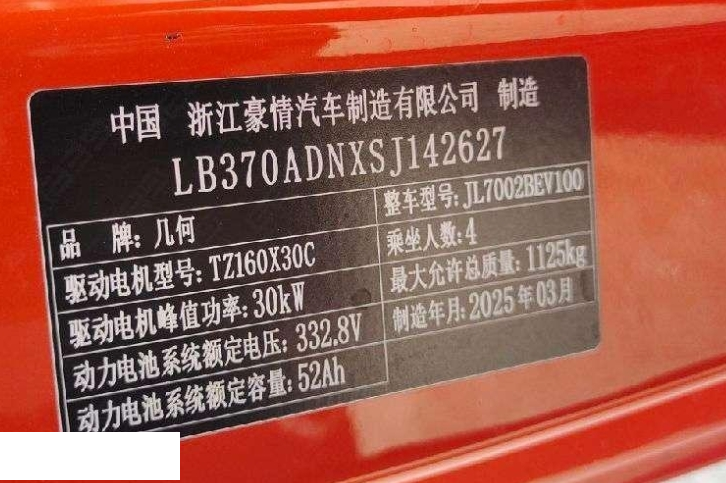 中国 浙江豪情汽车制造有限公司 制造
LB370ADNXSJ142627
品 牌: 几何
整车型号: JL7002BEV100
驱动电机型号: TZ160X30C
乘坐人数: 4
驱动电机峰值功率: 30kW
最大允许总质量: 1125kg
动力电池系统额定电压: 332.8V
制造年月: 2025年03月
动力电池系统额定容量: 52Ah